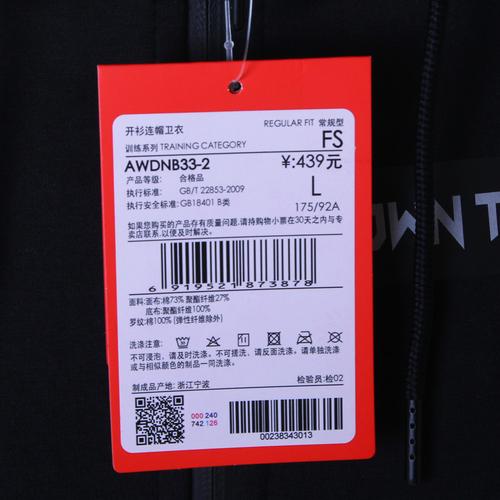 开衫连帽卫衣 REGULAR FIT 常规型
训练系列 TRAINING CATEGORY FS
AWDNB33-2 ¥:439元
产品等级: 合格品 L
执行标准: GB/T 22853-2009
执行安全标准:GB18401 B类 175/92A
如果您购买的产品存有质量问题,请持购物小票在30天之内与专
卖店联系,以便及时解决。
6 919521 873878
面料: 面布:棉73% 聚酯纤维27%
底布:聚酯纤维100%
罗纹:棉100% (弹性纤维除外)
洗涤注意:
不可浸泡, 请及时洗涤。不可搓洗, 请反面洗涤, 请单独洗涤
或与相似颜色的制品一同洗涤。
制成品产地: 浙江宁波 检验员:检02
000 240
742 126
00238343013
OWN T